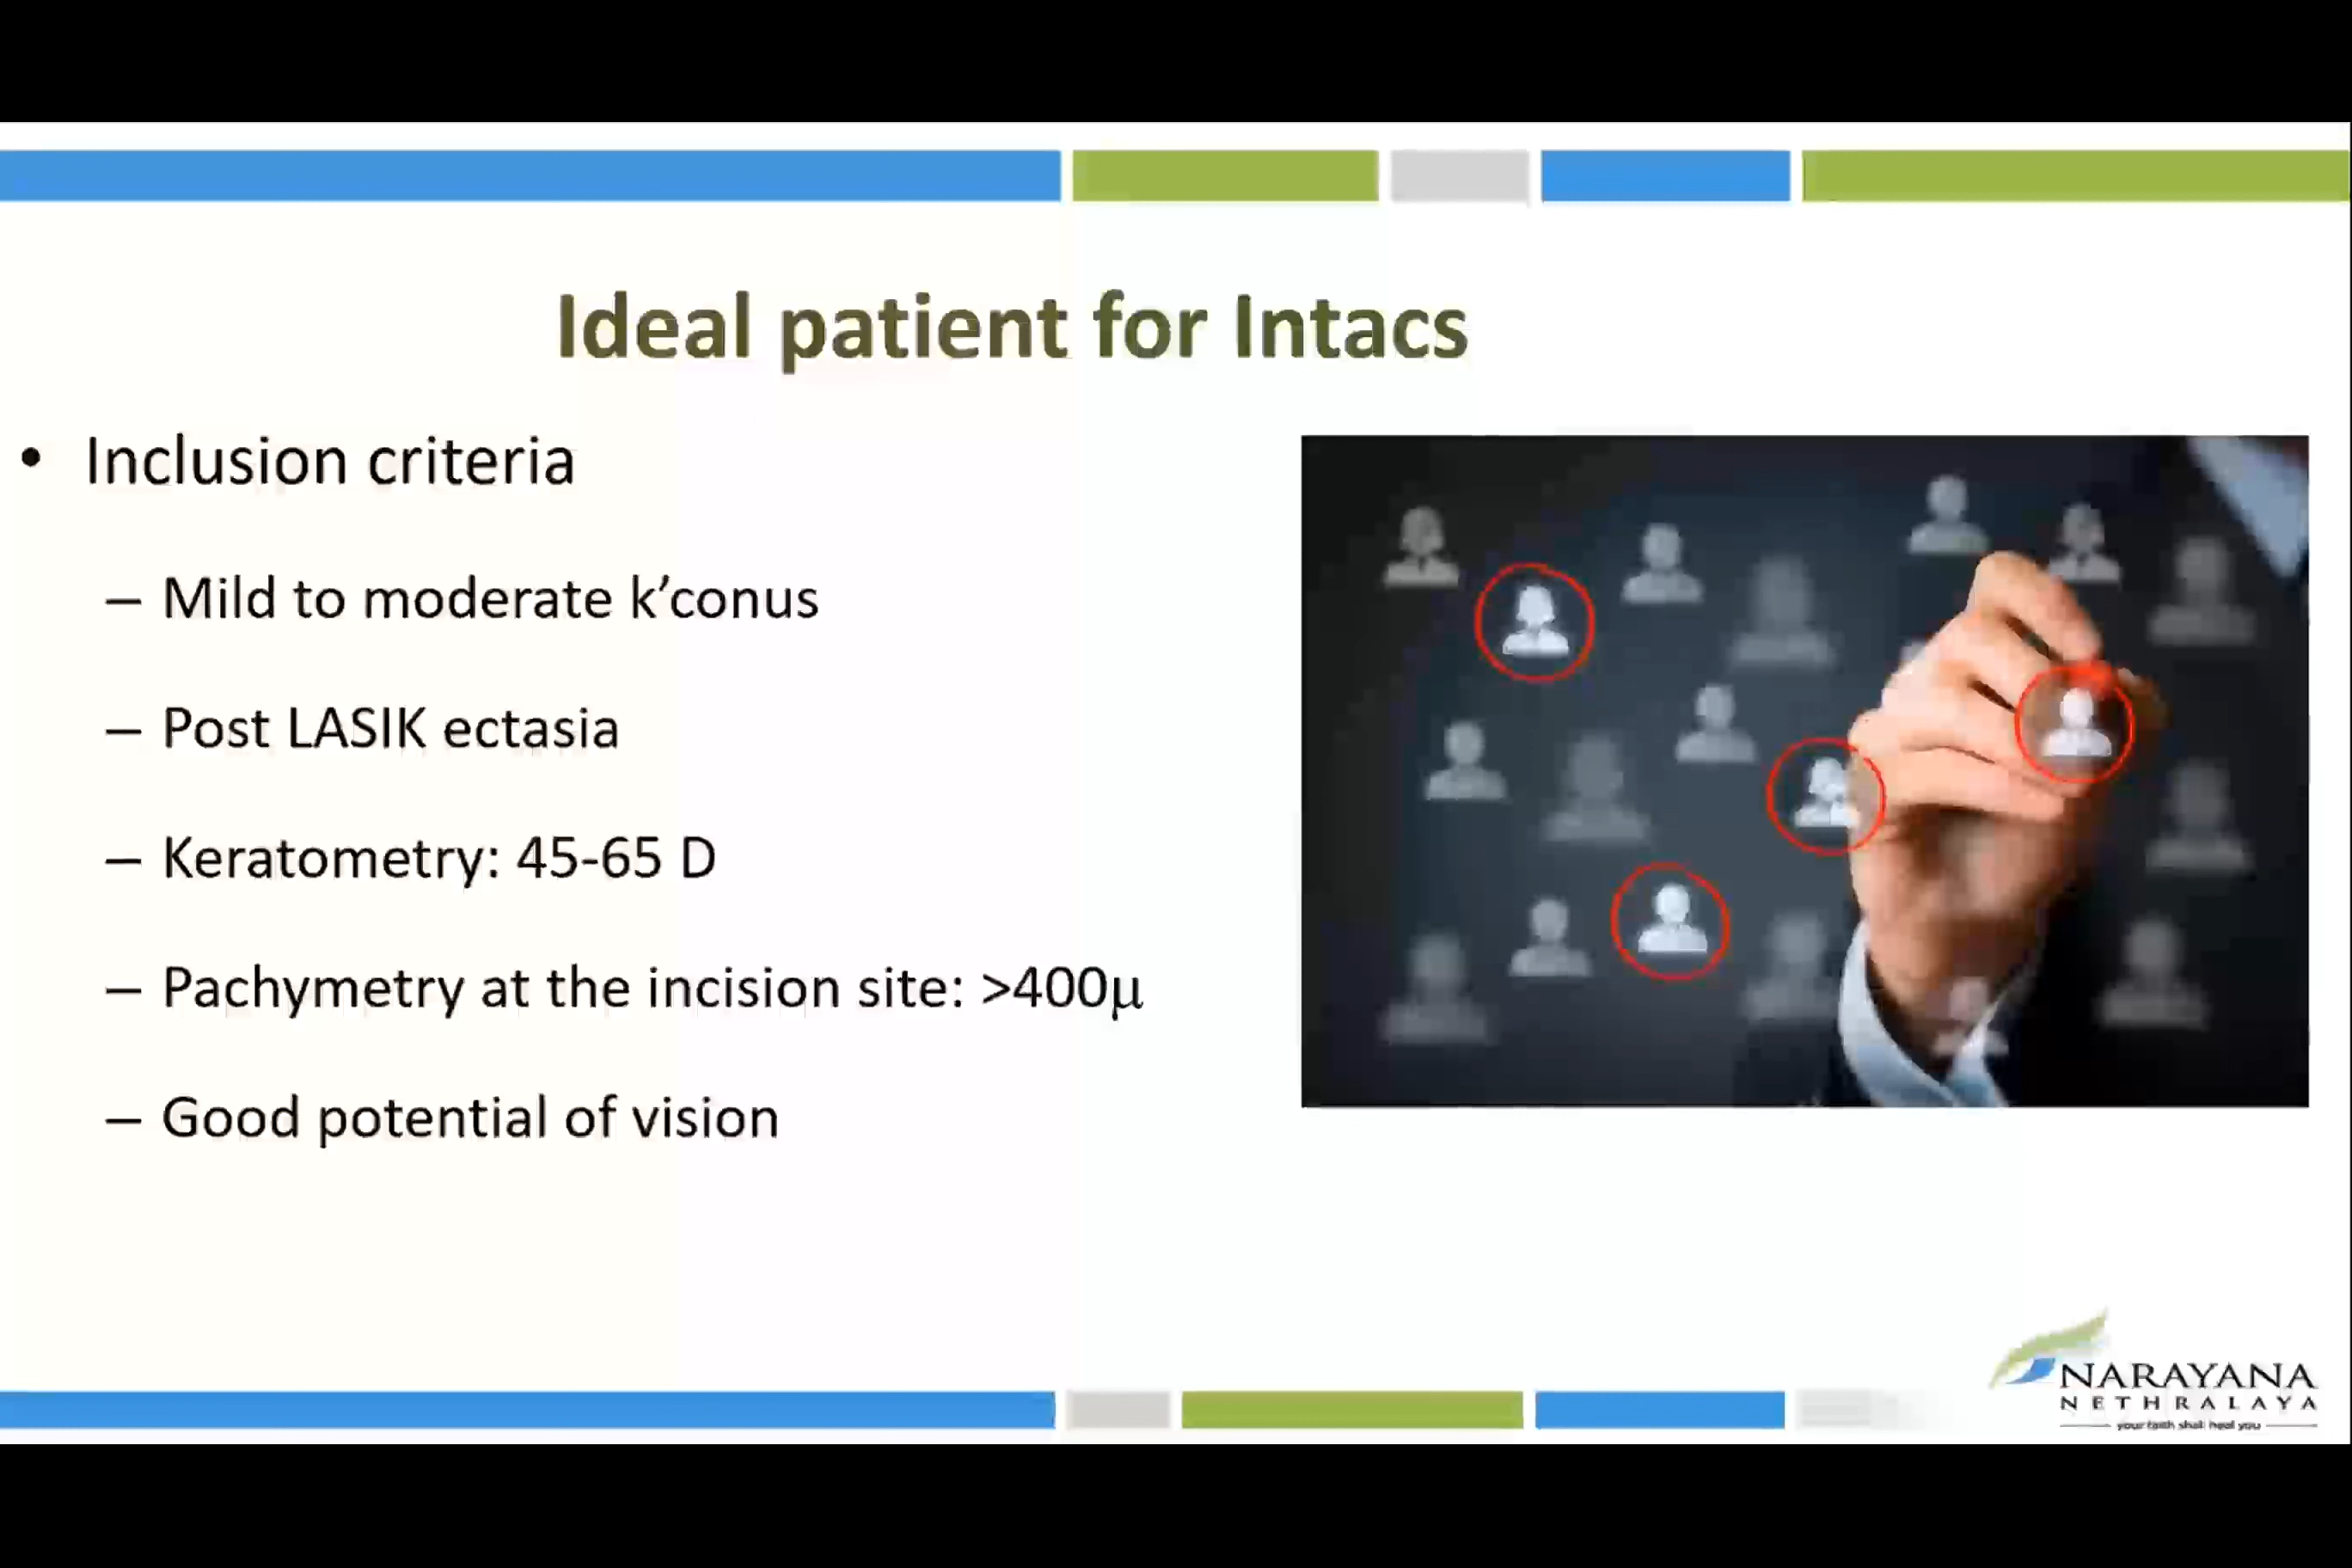 Ideal patient for Intacs
• Inclusion criteria
– Mild to moderate k’conus
– Post LASIK ectasia
– Keratometry: 45-65 D
– Pachymetry at the incision site: >400μ
– Good potential of vision
NARAYANA
NETHRALAYA
your faith shall heal you